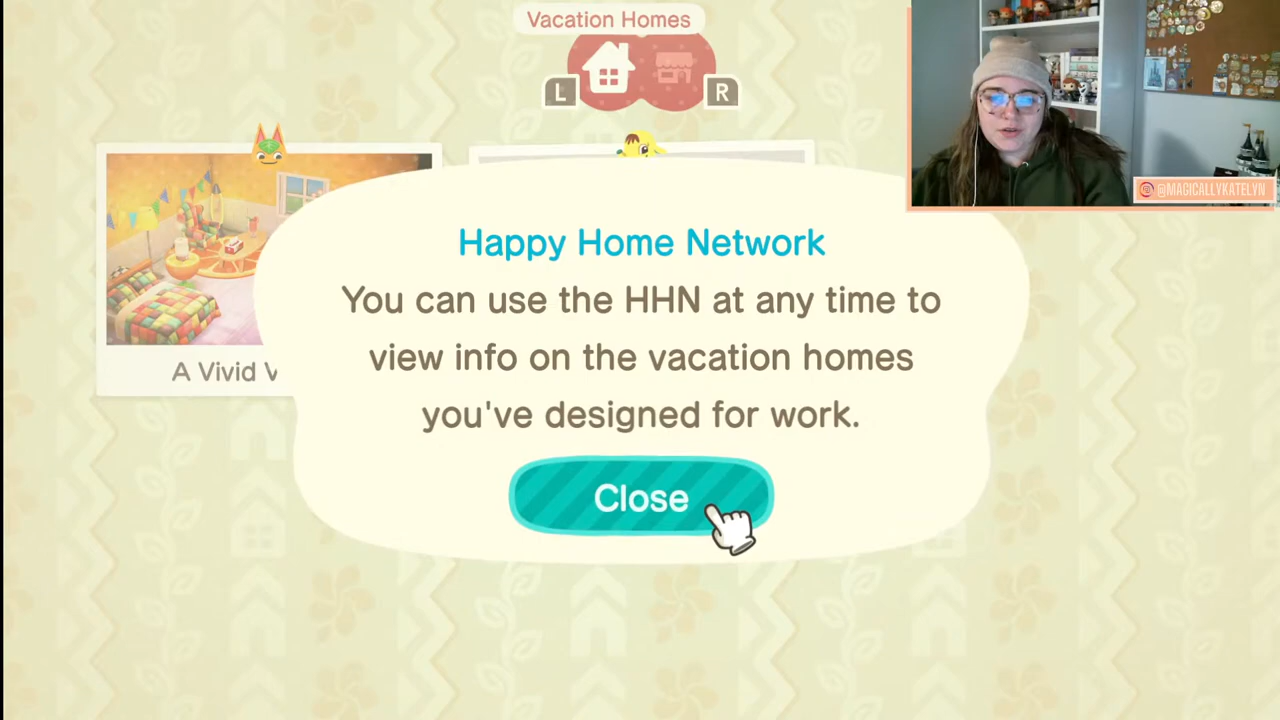 Vacation Homes
L
R
@MAGICALLYKATELYN
Happy Home Network
You can use the HHN at any time to
view info on the vacation homes
you've designed for work.
A Vivid
Close